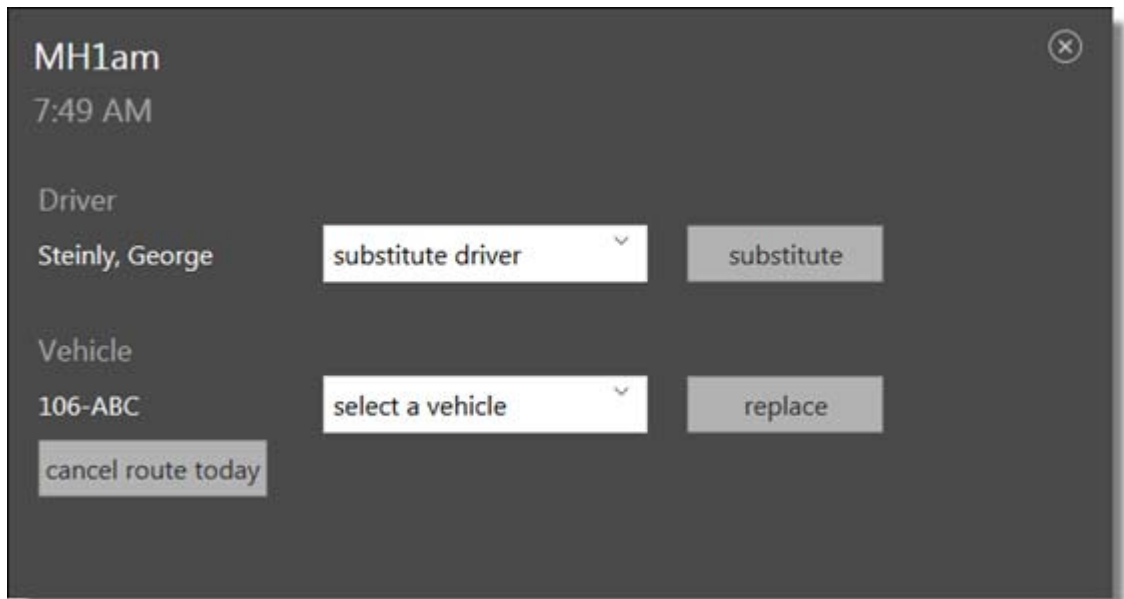 MH1am
7:49 AM
Driver
Steinly, George
substitute driver
substitute
Vehicle
106-ABC
select a vehicle
replace
cancel route today